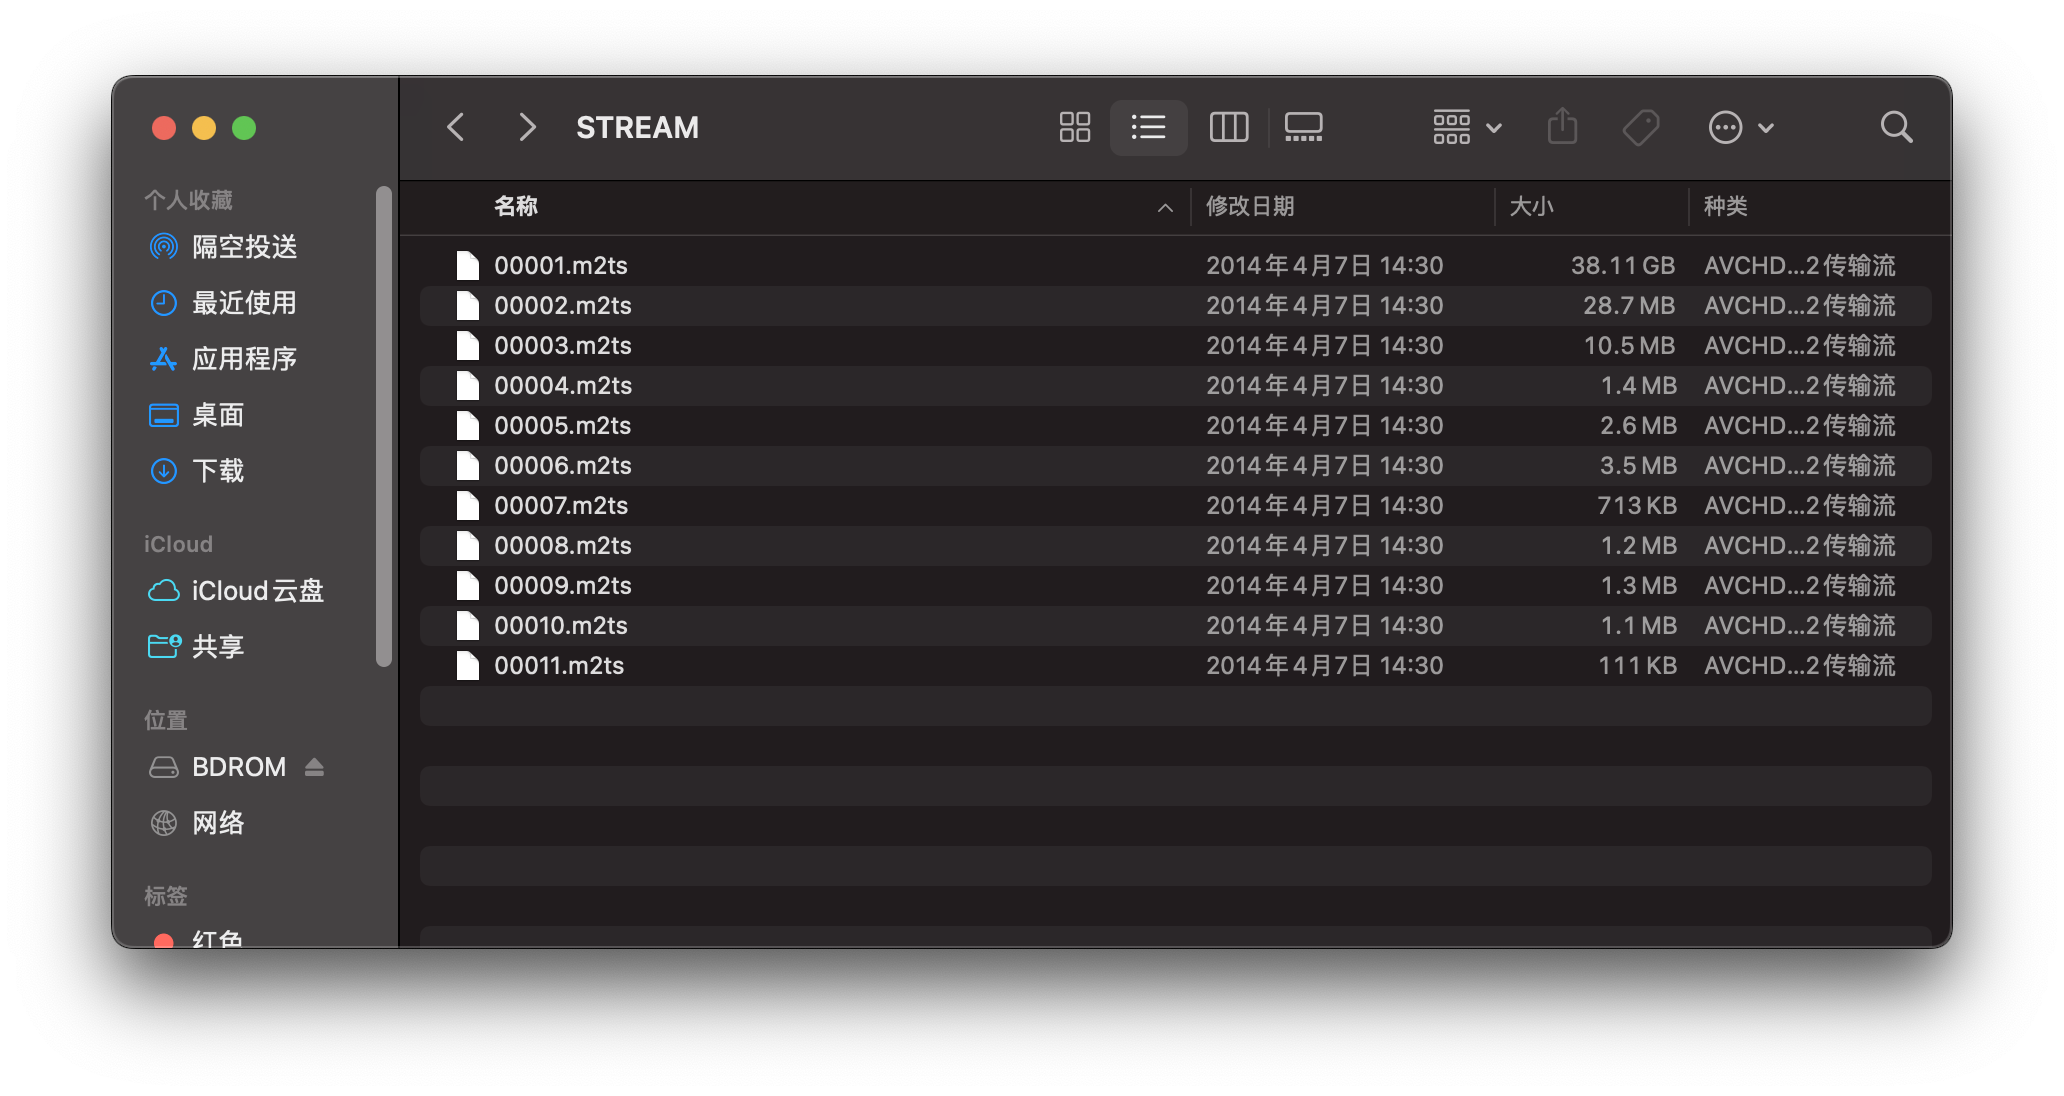 STREAM
个人收藏
隔空投送
最近使用
应用程序
桌面
下载
iCloud
iCloud云盘
共享
位置
BDROM
网络
标签
红色
名称 修改日期 大小 种类
00001.m2ts 2014年4月7日 14:30 38.11 GB AVCHD...2传输流
00002.m2ts 2014年4月7日 14:30 28.7 MB AVCHD...2传输流
00003.m2ts 2014年4月7日 14:30 10.5 MB AVCHD...2传输流
00004.m2ts 2014年4月7日 14:30 1.4 MB AVCHD...2传输流
00005.m2ts 2014年4月7日 14:30 2.6 MB AVCHD...2传输流
00006.m2ts 2014年4月7日 14:30 3.5 MB AVCHD...2传输流
00007.m2ts 2014年4月7日 14:30 713 KB AVCHD...2传输流
00008.m2ts 2014年4月7日 14:30 1.2 MB AVCHD...2传输流
00009.m2ts 2014年4月7日 14:30 1.3 MB AVCHD...2传输流
00010.m2ts 2014年4月7日 14:30 1.1 MB AVCHD...2传输流
00011.m2ts 2014年4月7日 14:30 111 KB AVCHD...2传输流